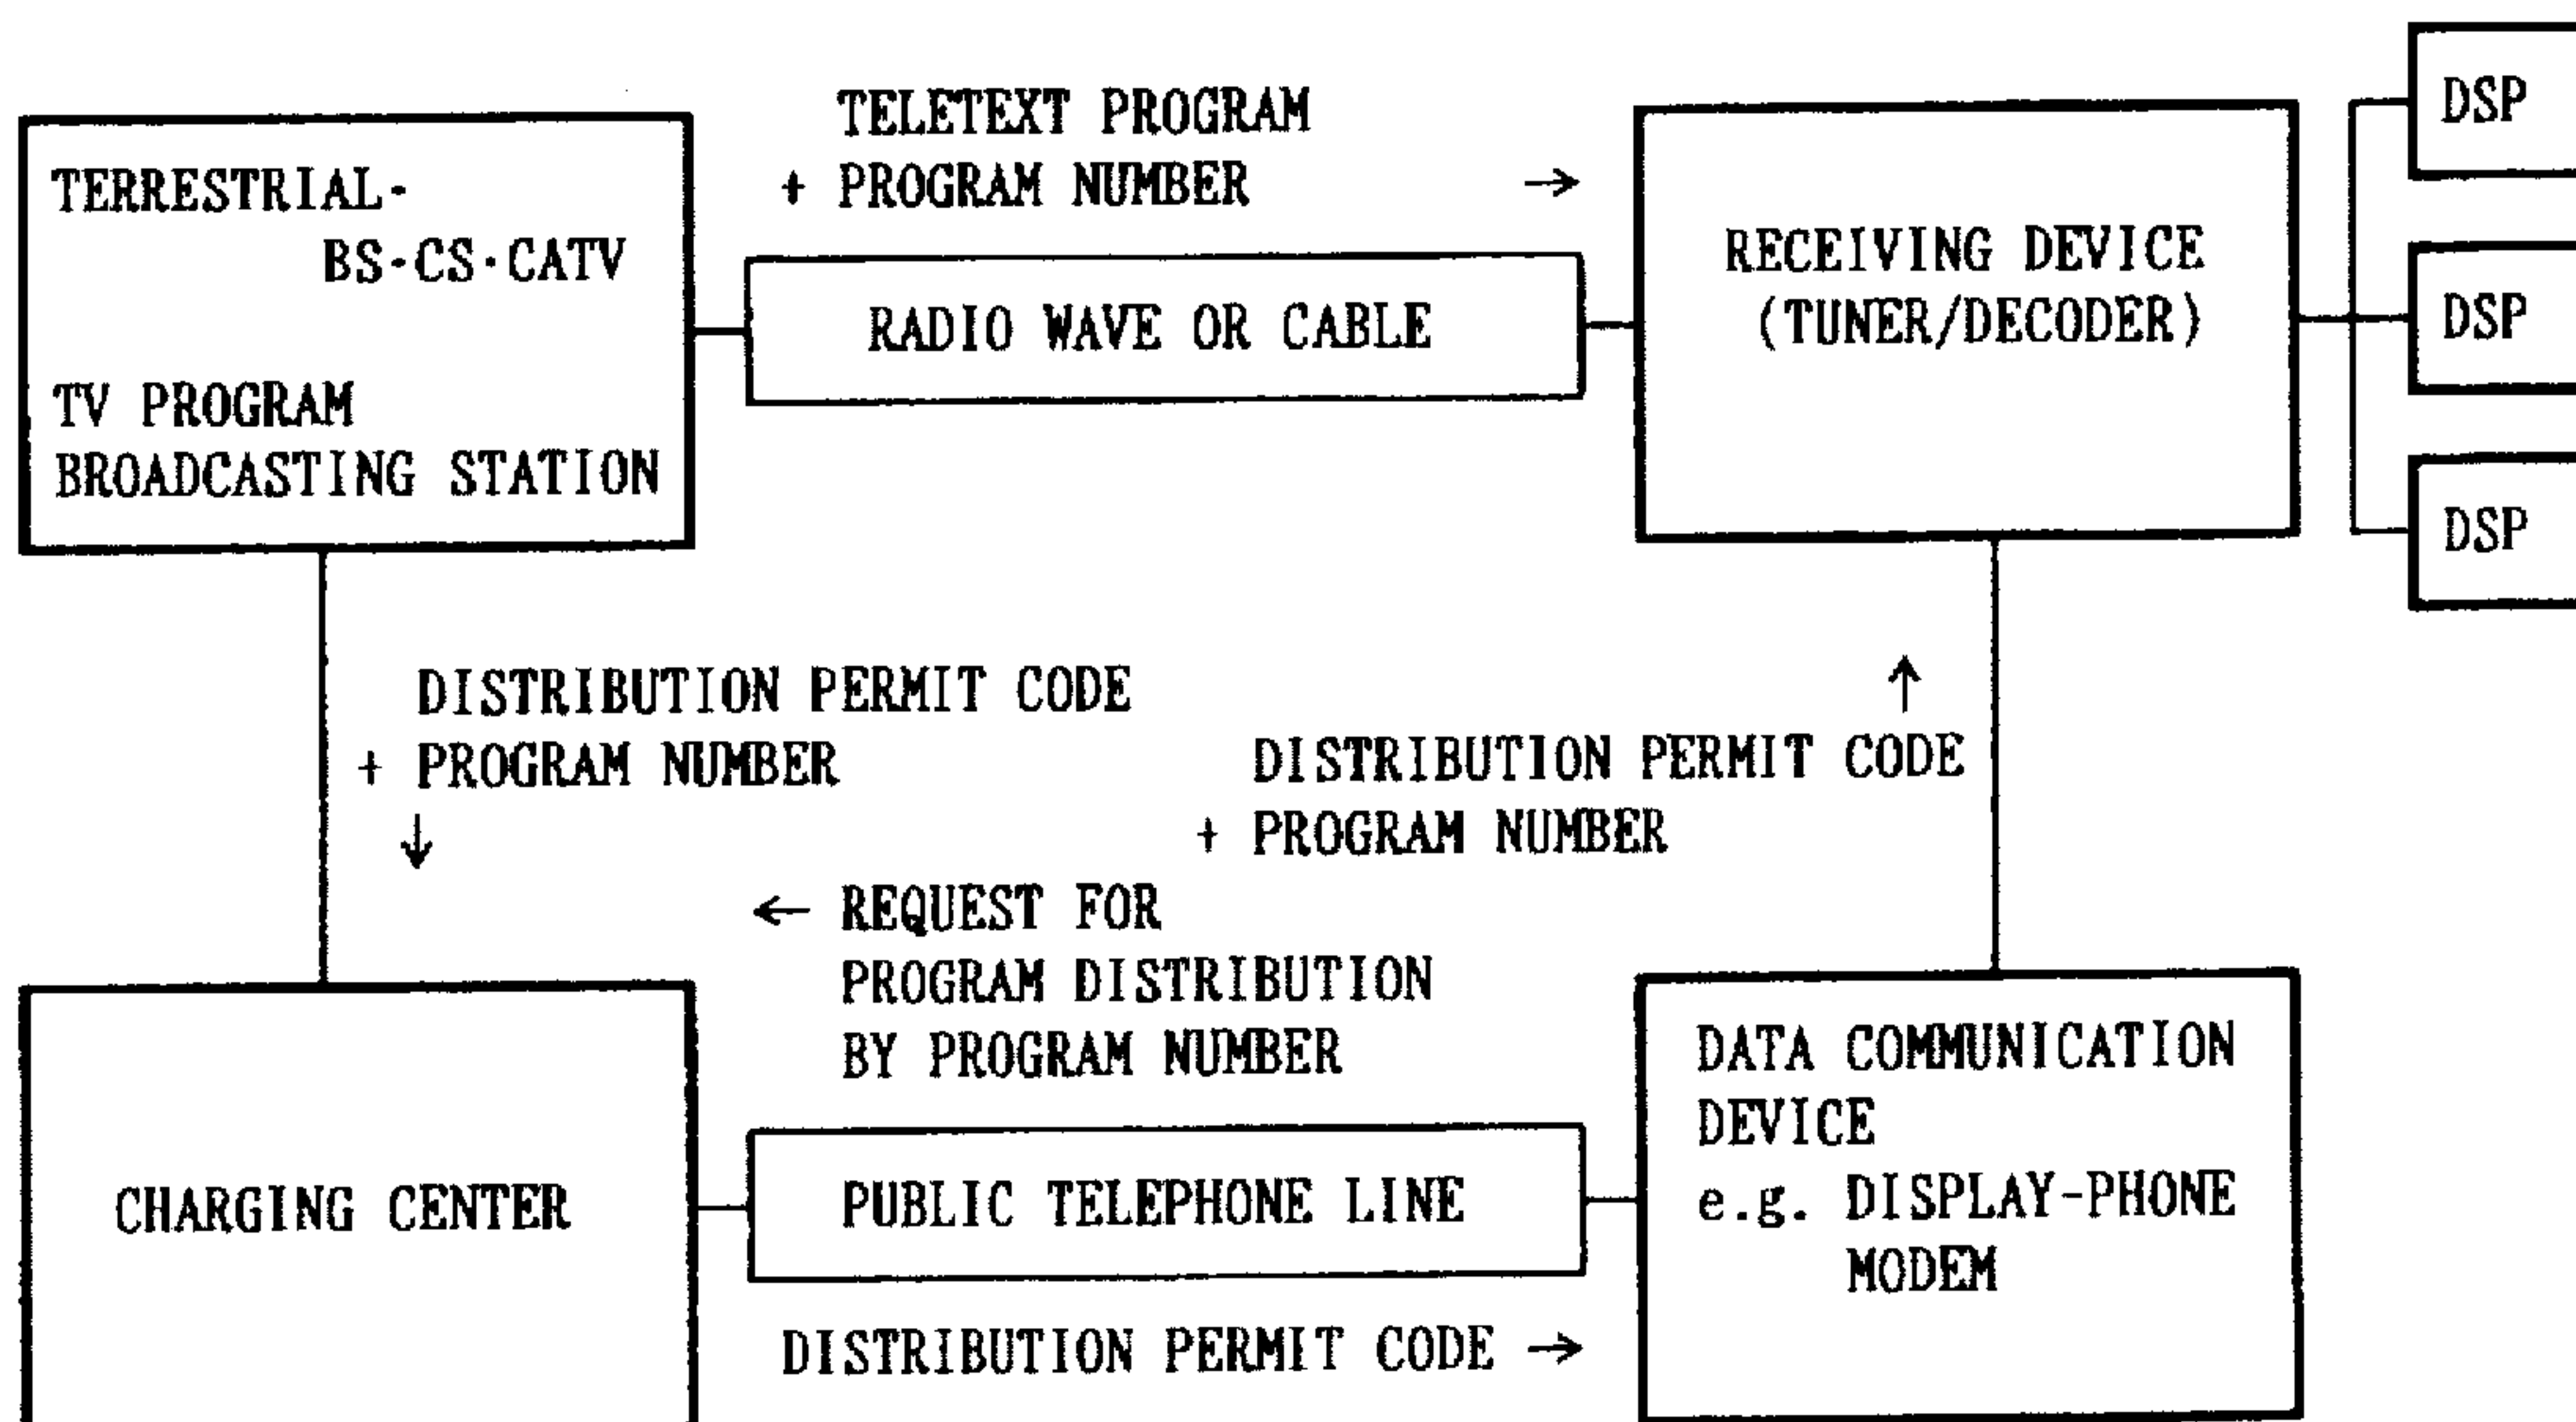 TELETEXT PROGRAM
+ PROGRAM NUMBER →
TERRESTRIAL·
BS·CS·CATV
TV PROGRAM
BROADCASTING STATION
RADIO WAVE OR CABLE
RECEIVING DEVICE
(TUNER/DECODER)
DSP
DSP
DSP
DISTRIBUTION PERMIT CODE
+ PROGRAM NUMBER
↓
↑
DISTRIBUTION PERMIT CODE
+ PROGRAM NUMBER
← REQUEST FOR
PROGRAM DISTRIBUTION
BY PROGRAM NUMBER
CHARGING CENTER
PUBLIC TELEPHONE LINE
DATA COMMUNICATION
DEVICE
e.g. DISPLAY-PHONE
MODEM
DISTRIBUTION PERMIT CODE →